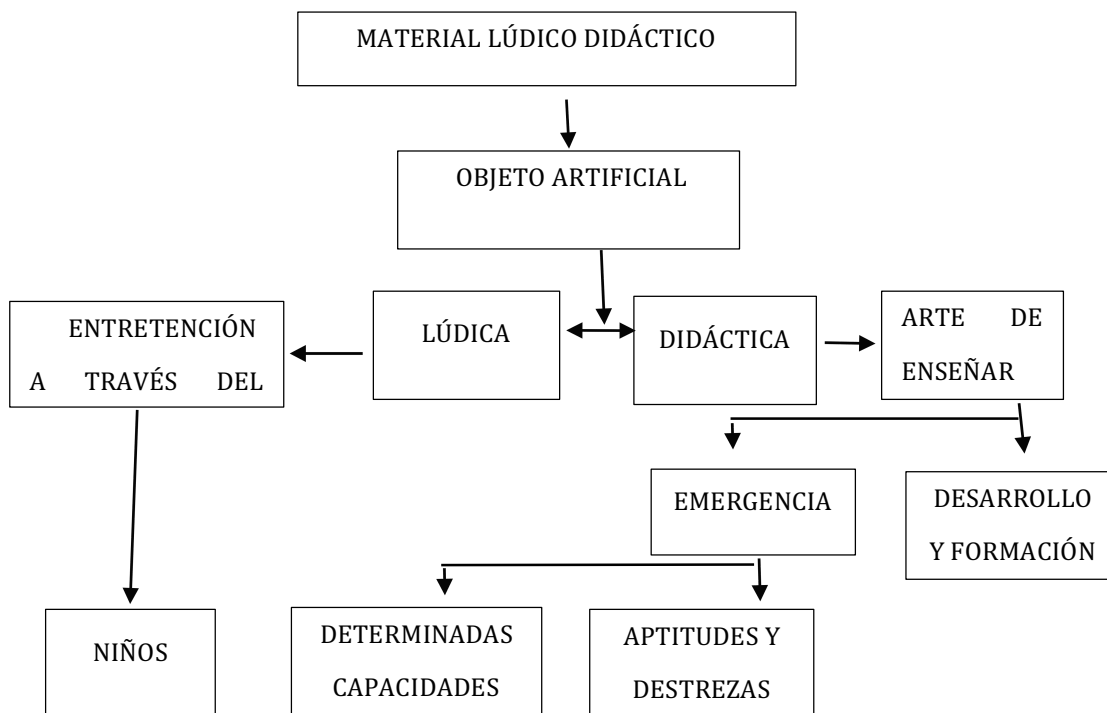 MATERIAL LÚDICO DIDÁCTICO
OBJETO ARTIFICIAL
ENTRETENCIÓN
A TRAVÉS DEL
LÚDICA
DIDÁCTICA
ARTE DE
ENSEÑAR
EMERGENCIA
DESARROLLO
Y FORMACIÓN
NIÑOS
DETERMINADAS
CAPACIDADES
APTITUDES Y
DESTREZAS